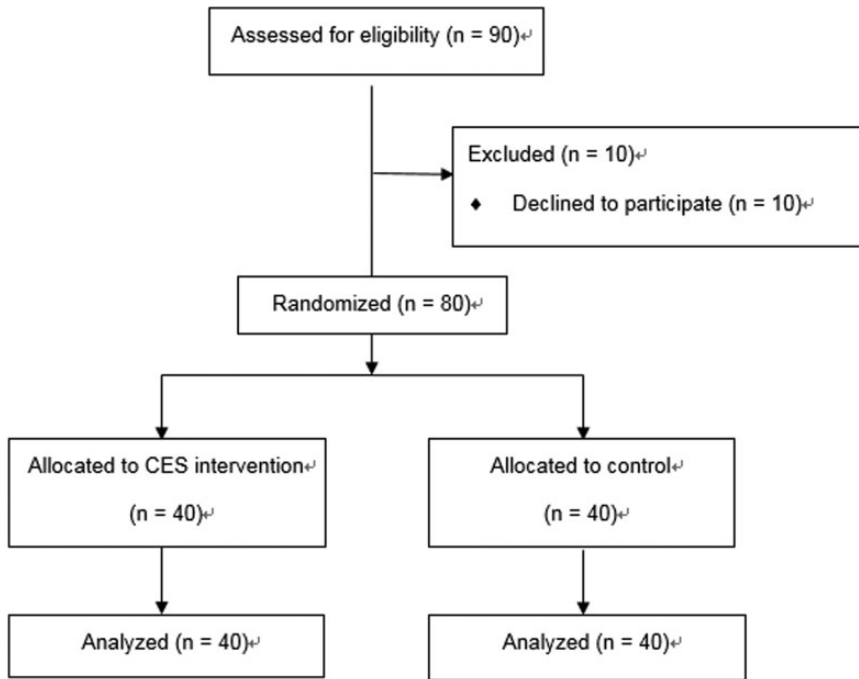 Assessed for eligibility (n = 90)↵
Excluded (n = 10)↵
♦ Declined to participate (n = 10)↵
Randomized (n = 80)↵
Allocated to CES intervention↵
(n = 40)↵
Allocated to control↵
(n = 40)↵
Analyzed (n = 40)↵
Analyzed (n = 40)↵